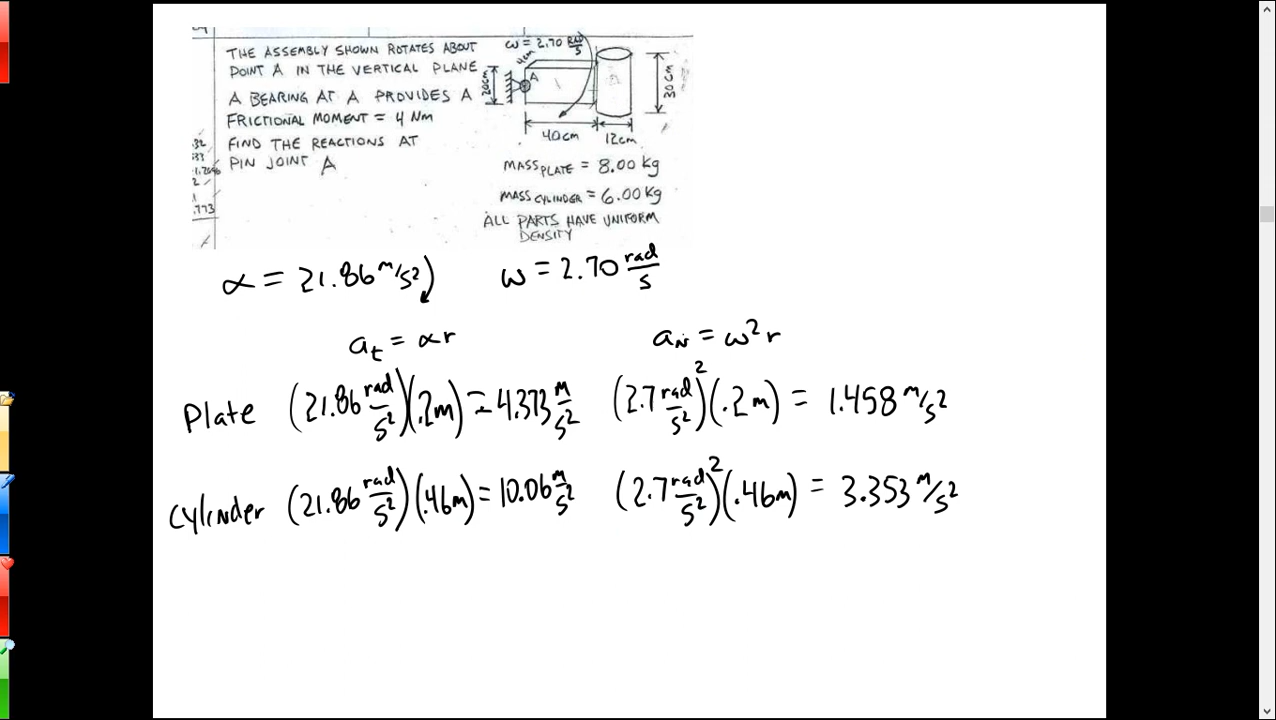 THE ASSEMBLY SHOWN ROTATES ABOUT
POINT A IN THE VERTICAL PLANE
A BEARING AT A PROVIDES A
FRICTIONAL MOMENT = 4 Nm
FIND THE REACTIONS AT
PIN JOINT A
ω = 2.70 rad/s
4cm
20cm
A
30cm
40cm
12cm
MASS PLATE = 8.00 kg
MASS CYLINDER = 6.00 kg
ALL PARTS HAVE UNIFORM
DENSITY
.773
α = 21.86 m/s²) ω = 2.70 rad/s
a_t = αr a_N = ω²r
Plate (21.86 rad/s²)(.2m) = 4.373 m/s² (2.7 rad/s²)²(.2m) = 1.458 m/s²
Cylinder (21.86 rad/s²)(.46m) = 10.06 m/s² (2.7 rad/s²)²(.46m) = 3.353 m/s²